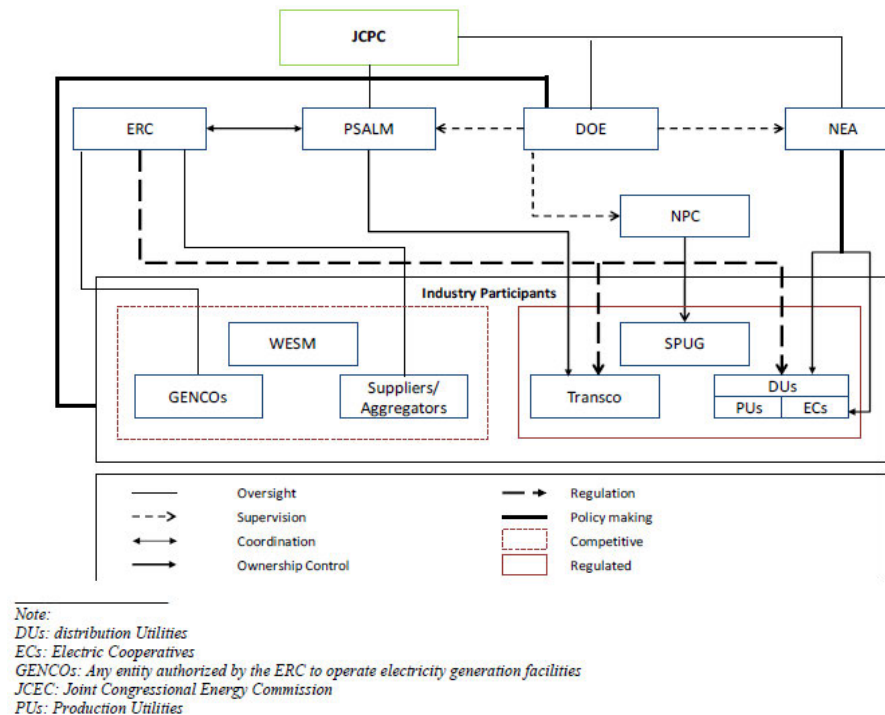 JCPC
ERC
PSALM
DOE
NEA
NPC
Industry Participants
WESM
SPUG
GENCOs
Suppliers/
Aggregators
Transco
DUs
PUs
ECs
Oversight
Regulation
Supervision
Policy making
Coordination
Competitive
Ownership Control
Regulated
Note:
DUs: distribution Utilities
ECs: Electric Cooperatives
GENCOs: Any entity authorized by the ERC to operate electricity generation facilities
JCEC: Joint Congressional Energy Commission
PUs: Production Utilities